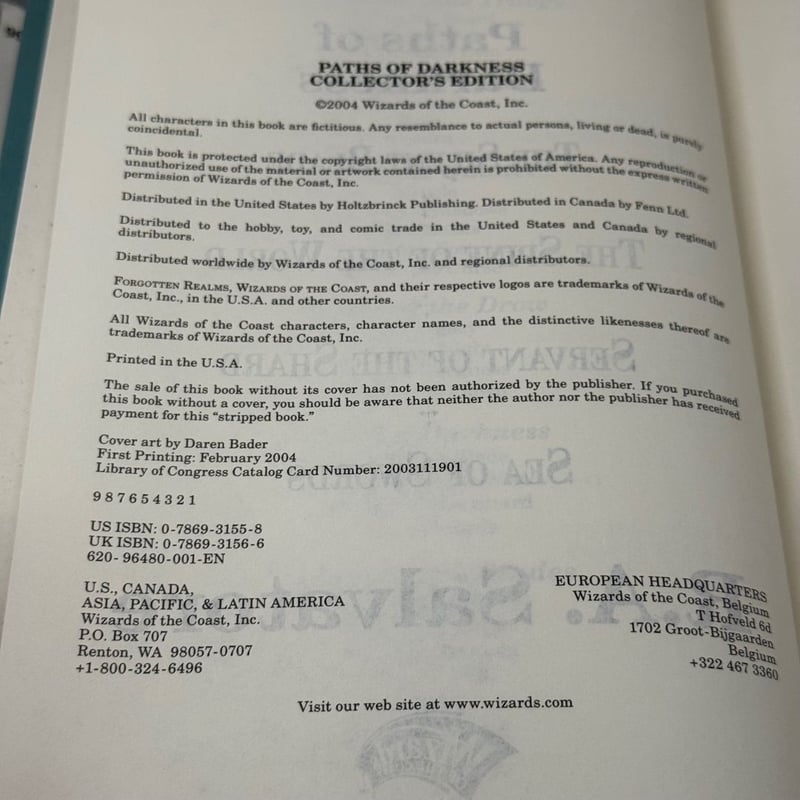 PATHS OF DARKNESS
COLLECTOR'S EDITION
©2004 Wizards of the Coast, Inc.
All characters in this book are fictitious. Any resemblance to actual persons, living or dead, is purely
coincidental.
This book is protected under the copyright laws of the United States of America. Any reproduction or
unauthorized use of the material or artwork contained herein is prohibited without the express written
permission of Wizards of the Coast, Inc.
Distributed in the United States by Holtzbrinck Publishing. Distributed in Canada by Fenn Ltd.
Distributed to the hobby, toy, and comic trade in the United States and Canada by regional
distributors.
Distributed worldwide by Wizards of the Coast, Inc. and regional distributors.
FORGOTTEN REALMS, WIZARDS OF THE COAST, and their respective logos are trademarks of Wizards of the
Coast, Inc., in the U.S.A. and other countries.
All Wizards of the Coast characters, character names, and the distinctive likenesses thereof are
trademarks of Wizards of the Coast, Inc.
Printed in the U.S.A.
The sale of this book without its cover has not been authorized by the publisher. If you purchased
this book without a cover, you should be aware that neither the author nor the publisher has received
payment for this "stripped book."
Cover art by Daren Bader
First Printing: February 2004
Library of Congress Catalog Card Number: 2003111901
9 8 7 6 5 4 3 2 1
US ISBN: 0-7869-3155-8
UK ISBN: 0-7869-3156-6
620- 96480-001-EN
U.S., CANADA,
ASIA, PACIFIC, & LATIN AMERICA
Wizards of the Coast, Inc.
P.O. Box 707
Renton, WA 98057-0707
+1-800-324-6496
EUROPEAN HEADQUARTERS
Wizards of the Coast, Belgium
T Hofveld 6d
1702 Groot-Bijgaarden
Belgium
+322 467 3360
Visit our web site at www.wizards.com